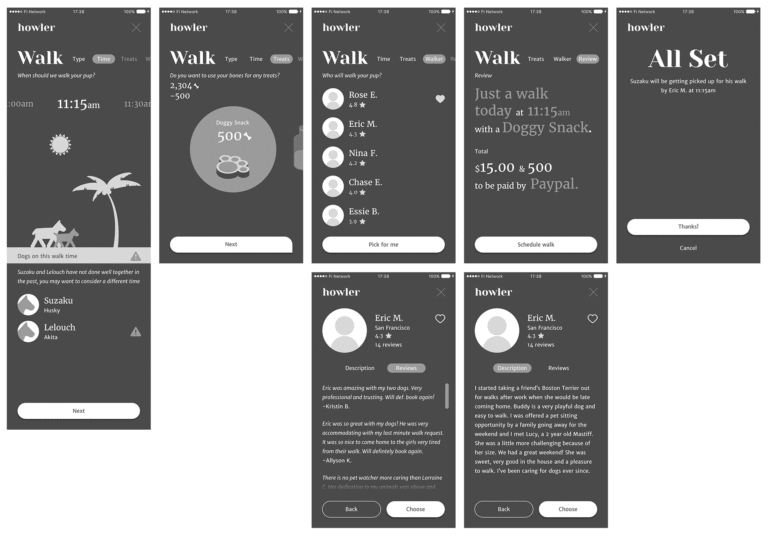 Fi Network 17:38 100%
howler
Walk Type Time Treats W
When should we walk your pup?
:00am 11:15am 11:30am
Dogs on this walk time
Suzaku and Lelouch have not done well together in
the past, you may want to consider a different time
Suzaku
Husky
Lelouch
Akita
Next
Fi Network 17:38 100%
howler
Walk Type Time Treats W
Do you want to use your bones for any treats?
2,304
-500
Doggy Snack
500
Next
Fi Network 17:38 100%
howler
Walk Time Treats Walker
Who will walk your pup?
Rose E.
4.8
Eric M.
4.3
Nina F.
4.2
Chase E.
4.0
Essie B.
3.9
Pick for me
Fi Network 17:38 100%
howler
Walk Treats Walker Review
Review
Just a walk
today at 11:15am
with a Doggy Snack.
Total
$15.00 & 500
to be paid by Paypal.
Schedule walk
Fi Network 17:38 100%
howler
All Set
Suzaku will be getting picked up for his walk
by Eric M. at 11:15am
Thanks!
Cancel
Fi Network 17:38 100%
howler
Eric M.
San Francisco
4.3
14 reviews
Description Reviews
Eric was amazing with my two dogs. Very
professional and trusting. Will def. book again!
~Kristin B.
Eric was so great with my dogs! He was very
accommodating with my last minute walk request.
It was so nice to come home to the girls very tired
from their walk. Will definitely book again.
~Allyson K.
There is no pet watcher more caring than Lorraine
Back Choose
Fi Network 17:38 100%
howler
Eric M.
San Francisco
4.3
14 reviews
Description Reviews
I started taking a friend's Boston Terrier out
for walks after work when she would be late
coming home. Buddy is a very playful dog and
easy to walk. I was offered a pet sitting
opportunity by a family going away for the
weekend and I met Lucy, a 2 year old Mastiff.
She was a little more challenging because of
her size. We had a great weekend! She was
sweet, very good in the house and a pleasure
to walk. I've been caring for dogs ever since.
Back Choose